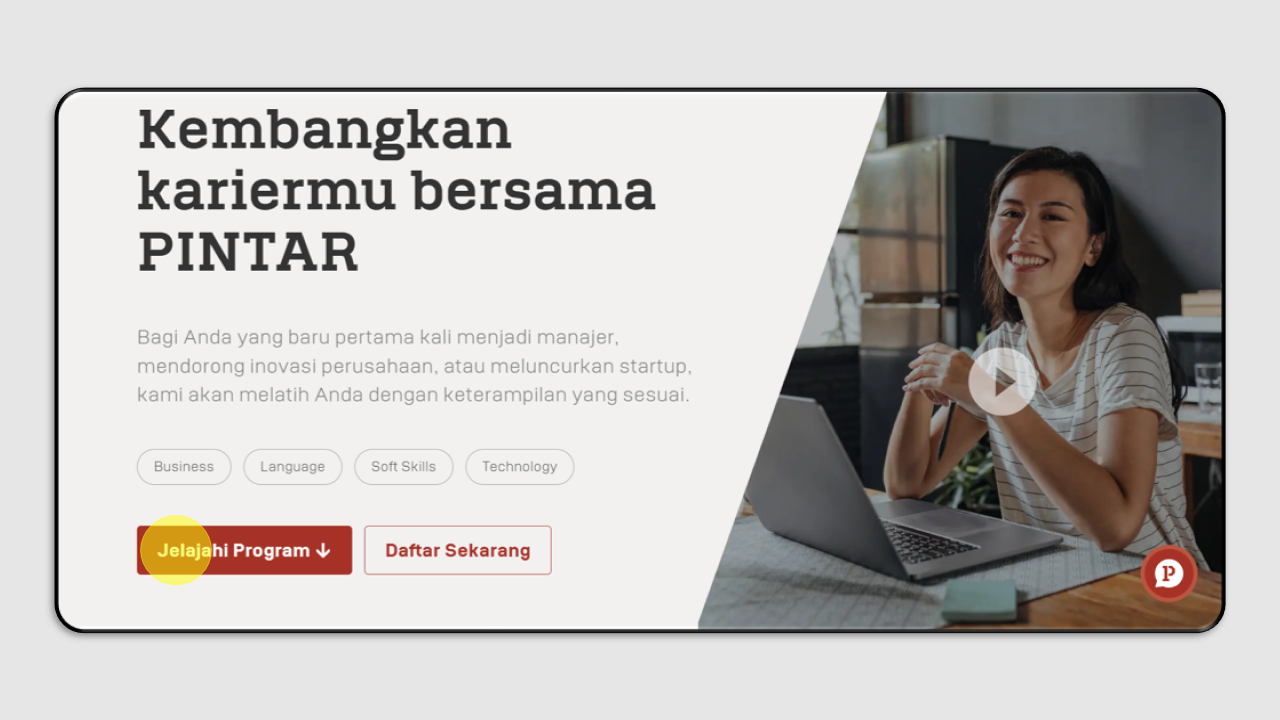 Kembangkan
kariermu bersama
PINTAR
Bagi Anda yang baru pertama kali menjadi manajer,
mendorong inovasi perusahaan, atau meluncurkan startup,
kami akan melatih Anda dengan keterampilan yang sesuai.
Business Language Soft Skills Technology
Jelajahi Program ↓ Daftar Sekarang
P